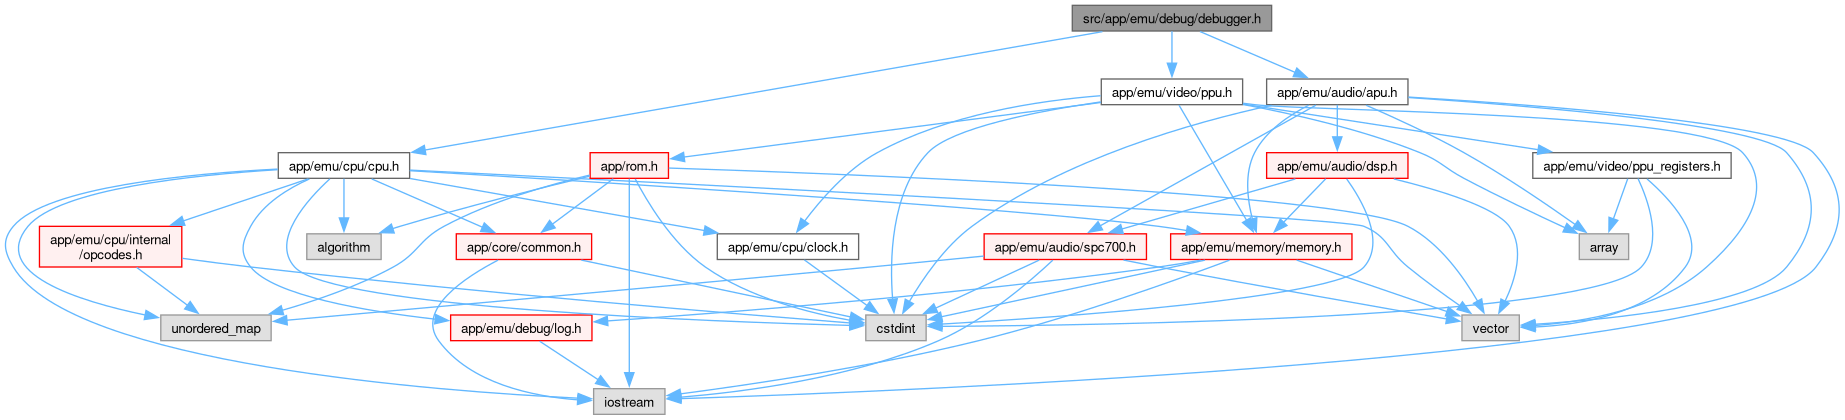 src/app/emu/debug/debugger.h
app/emu/video/ppu.h
app/emu/audio/apu.h
app/emu/cpu/cpu.h
app/rom.h
app/emu/audio/dsp.h
app/emu/video/ppu_registers.h
app/emu/cpu/internal
/opcodes.h
algorithm
app/core/common.h
app/emu/cpu/clock.h
app/emu/audio/spc700.h
app/emu/memory/memory.h
array
unordered_map
app/emu/debug/log.h
cstdint
vector
iostream